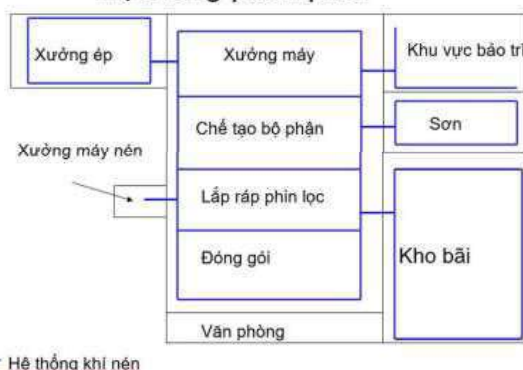 Xưởng ép
Xưởng máy
Khu vực bảo trì
Chế tạo bộ phận
Sơn
Xưởng máy nén
Lắp ráp phin lọc
Đóng gói
Kho bãi
Văn phòng
Hệ thống khí nén